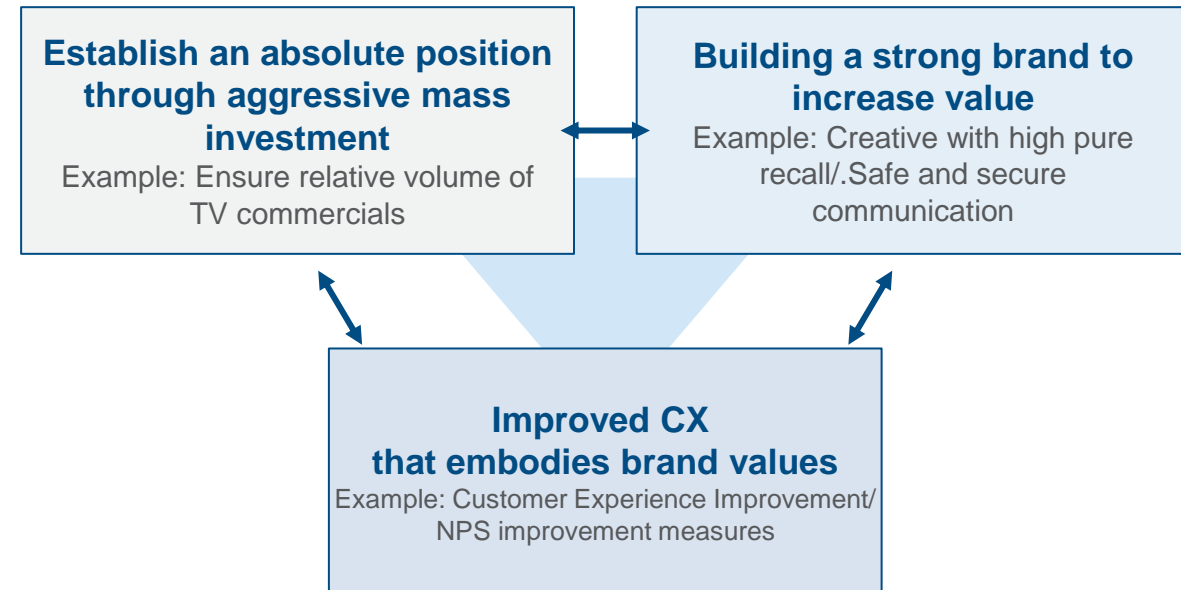 Establish an absolute position
through aggressive mass
investment
Example: Ensure relative volume of
TV commercials
Building a strong brand to
increase value
Example: Creative with high pure
recall/.Safe and secure
communication
Improved CX
that embodies brand values
Example: Customer Experience Improvement/
NPS improvement measures